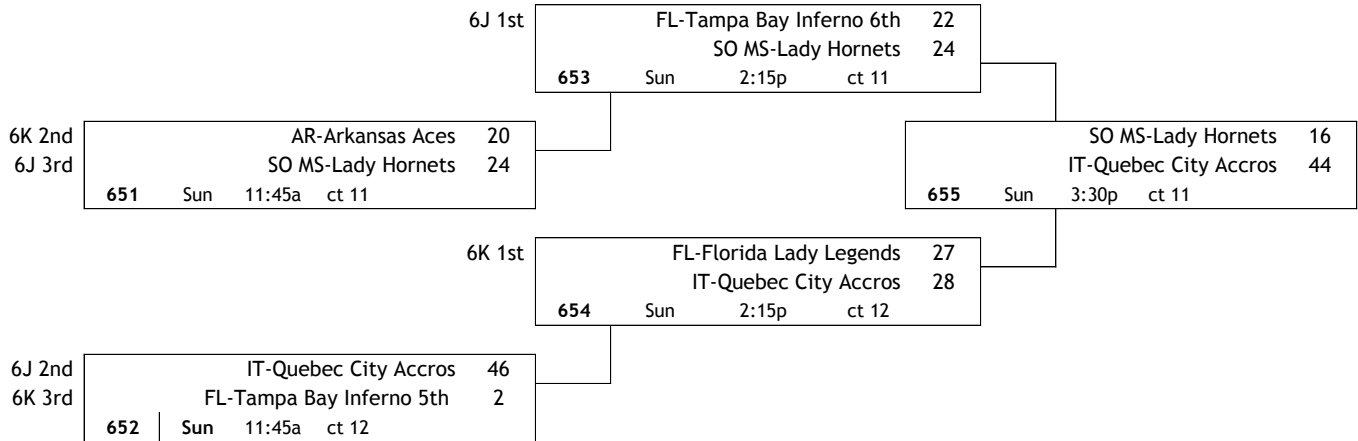 6J 1st FL-Tampa Bay Inferno 6th 22
SO MS-Lady Hornets 24
653 Sun 2:15p ct 11
6K 2nd AR-Arkansas Aces 20
6J 3rd SO MS-Lady Hornets 24
651 Sun 11:45a ct 11
SO MS-Lady Hornets 16
IT-Quebec City Accros 44
655 Sun 3:30p ct 11
6K 1st FL-Florida Lady Legends 27
IT-Quebec City Accros 28
654 Sun 2:15p ct 12
6J 2nd IT-Quebec City Accros 46
6K 3rd FL-Tampa Bay Inferno 5th 2
652 Sun 11:45a ct 12